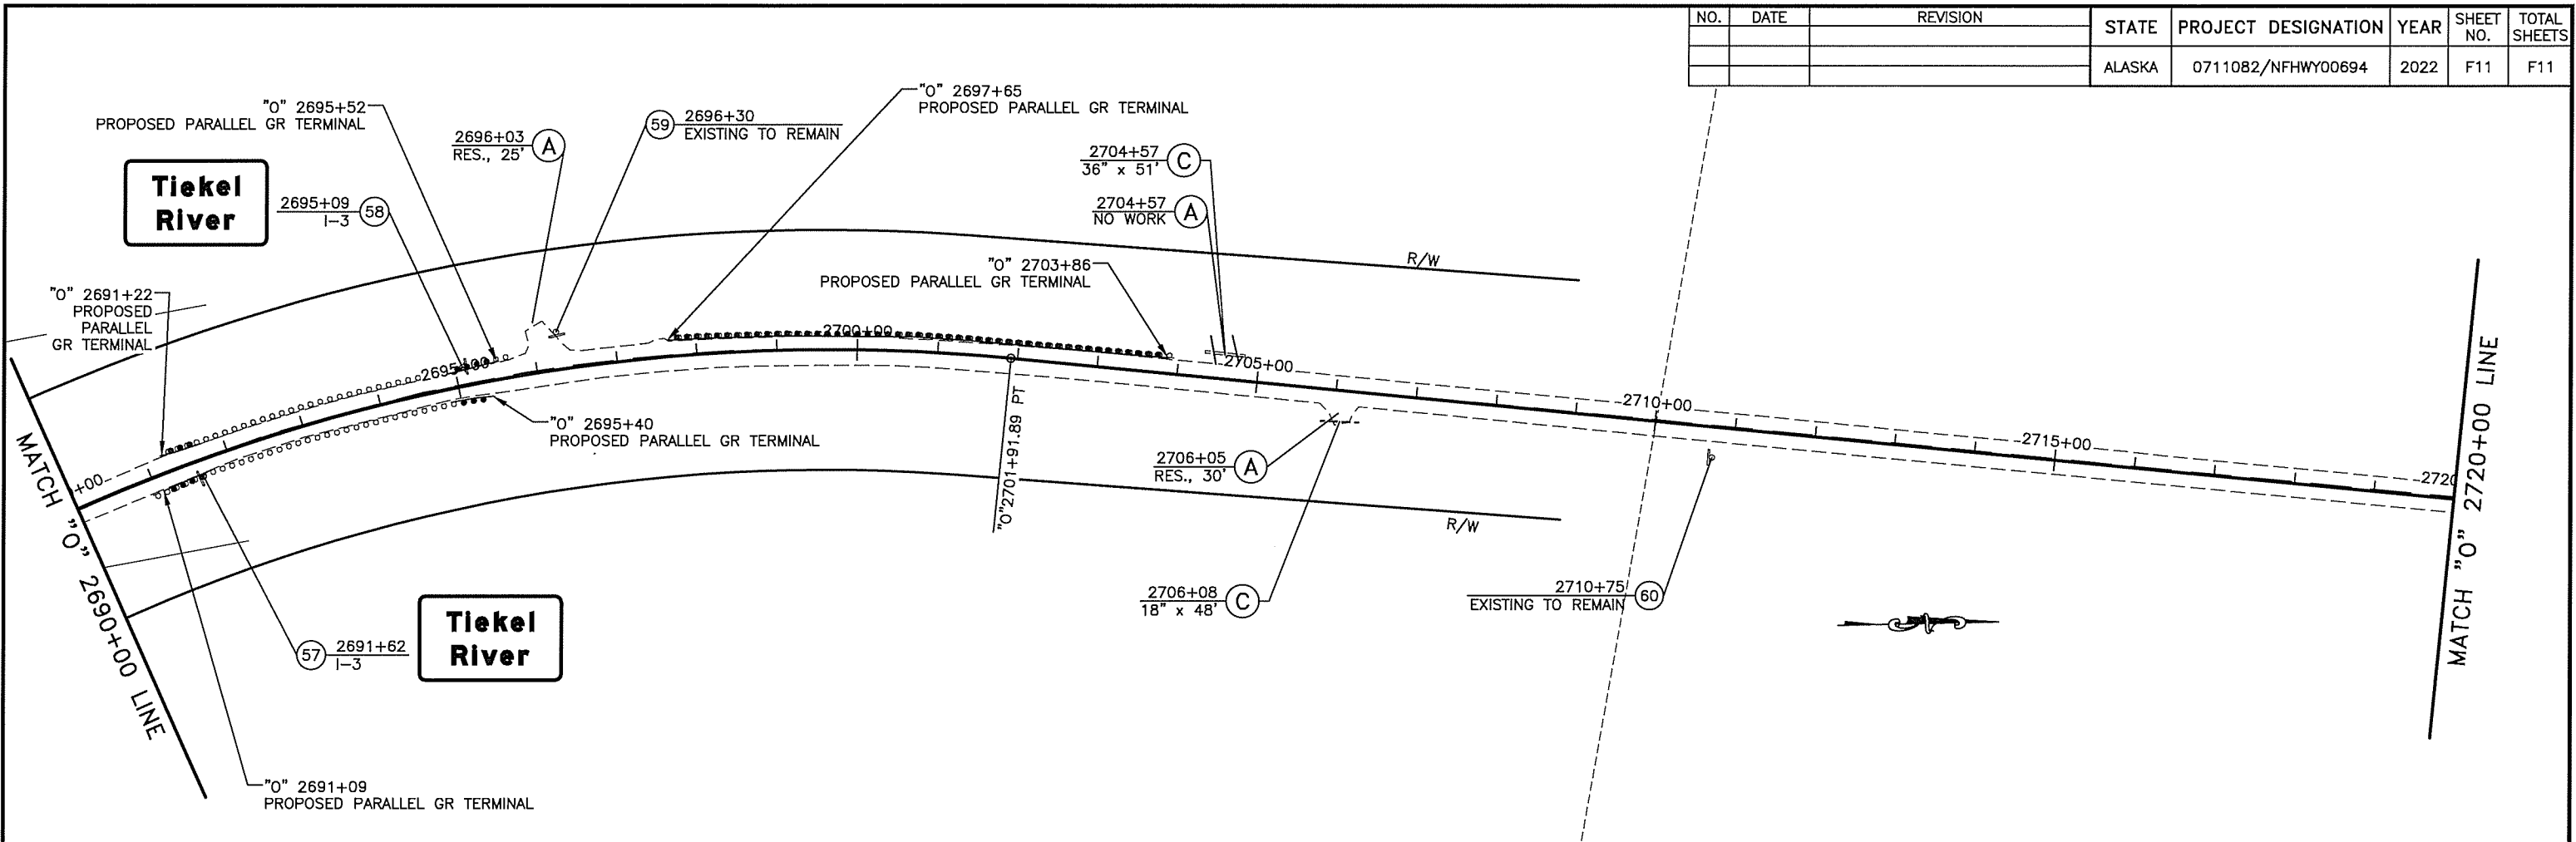 NO. DATE REVISION
STATE PROJECT DESIGNATION YEAR SHEET NO. TOTAL SHEETS
ALASKA 0711082/NFHWY00694 2022 F11 F11
"O" 2695+52
PROPOSED PARALLEL GR TERMINAL
2696+03
RES., 25' A
59 2696+30
EXISTING TO REMAIN
"O" 2697+65
PROPOSED PARALLEL GR TERMINAL
2704+57
36" x 51' C
2704+57
NO WORK A
Tiekel
River
2695+09
I-3 58
R/W
"O" 2703+86
PROPOSED PARALLEL GR TERMINAL
"O" 2691+22
PROPOSED
PARALLEL
GR TERMINAL
2695+00
2700+00
2705+00
2710+00
2715+00
2720
+00
"O" 2695+40
PROPOSED PARALLEL GR TERMINAL
"O"2701+91.89 PT
2706+05
RES., 30' A
R/W
2706+08
18" x 48' C
2710+75
EXISTING TO REMAIN 60
MATCH "O" 2690+00 LINE
MATCH "O" 2720+00 LINE
57 2691+62
I-3
Tiekel
River
"O" 2691+09
PROPOSED PARALLEL GR TERMINAL